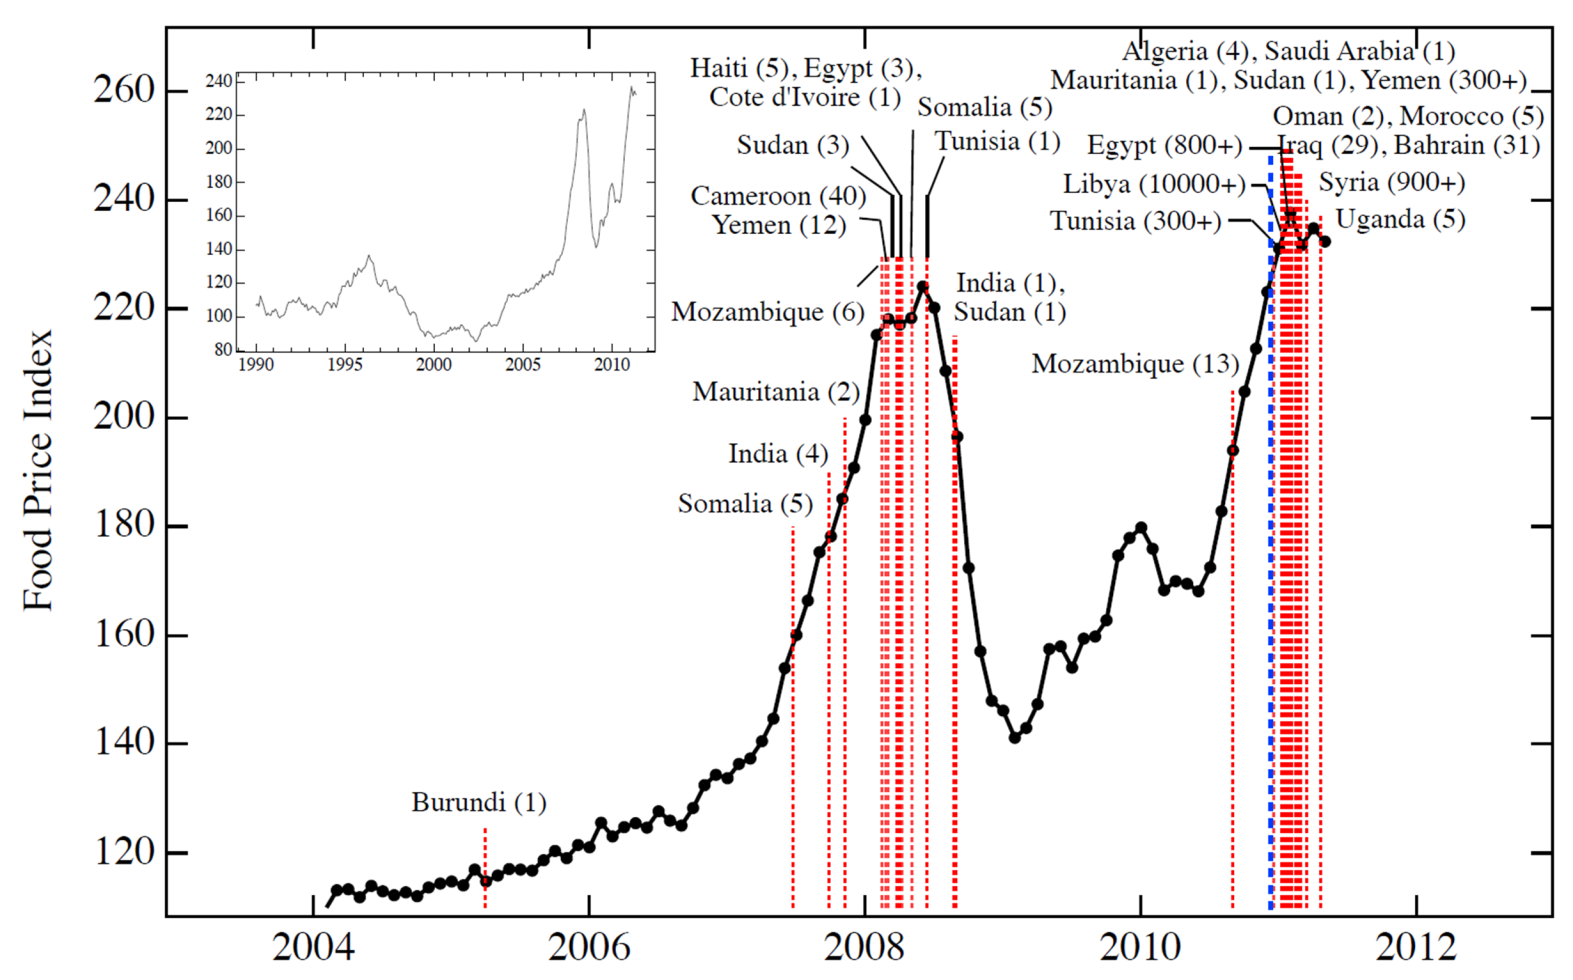 Algeria (4), Saudi Arabia (1)
Mauritania (1), Sudan (1), Yemen (300+)
Haiti (5), Egypt (3),
Cote d'Ivoire (1)
Somalia (5)
Oman (2), Morocco (5)
Sudan (3)
Tunisia (1)
Egypt (800+)
Iraq (29), Bahrain (31)
Cameroon (40)
Libya (10000+)
Syria (900+)
Yemen (12)
Tunisia (300+)
Uganda (5)
Mozambique (6)
India (1),
Sudan (1)
Mozambique (13)
Mauritania (2)
India (4)
Somalia (5)
Burundi (1)
Food Price Index
260
240
220
200
180
160
140
120
2004
2006
2008
2010
2012
240
220
200
180
160
140
120
100
80
1990
1995
2000
2005
2010